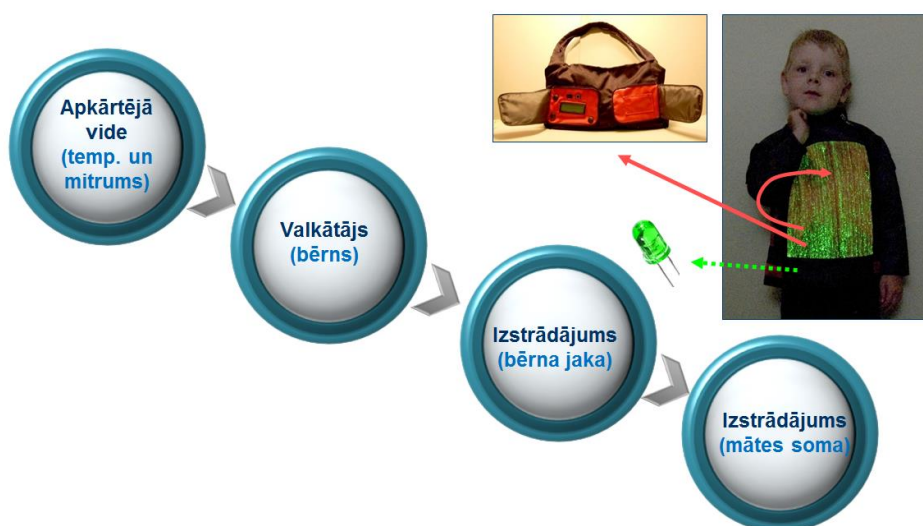 Apkārtējā
vide
(temp. un
mitrums)
Valkātājs
(bērns)
Izstrādājums
(bērna jaka)
Izstrādājums
(mātes soma)